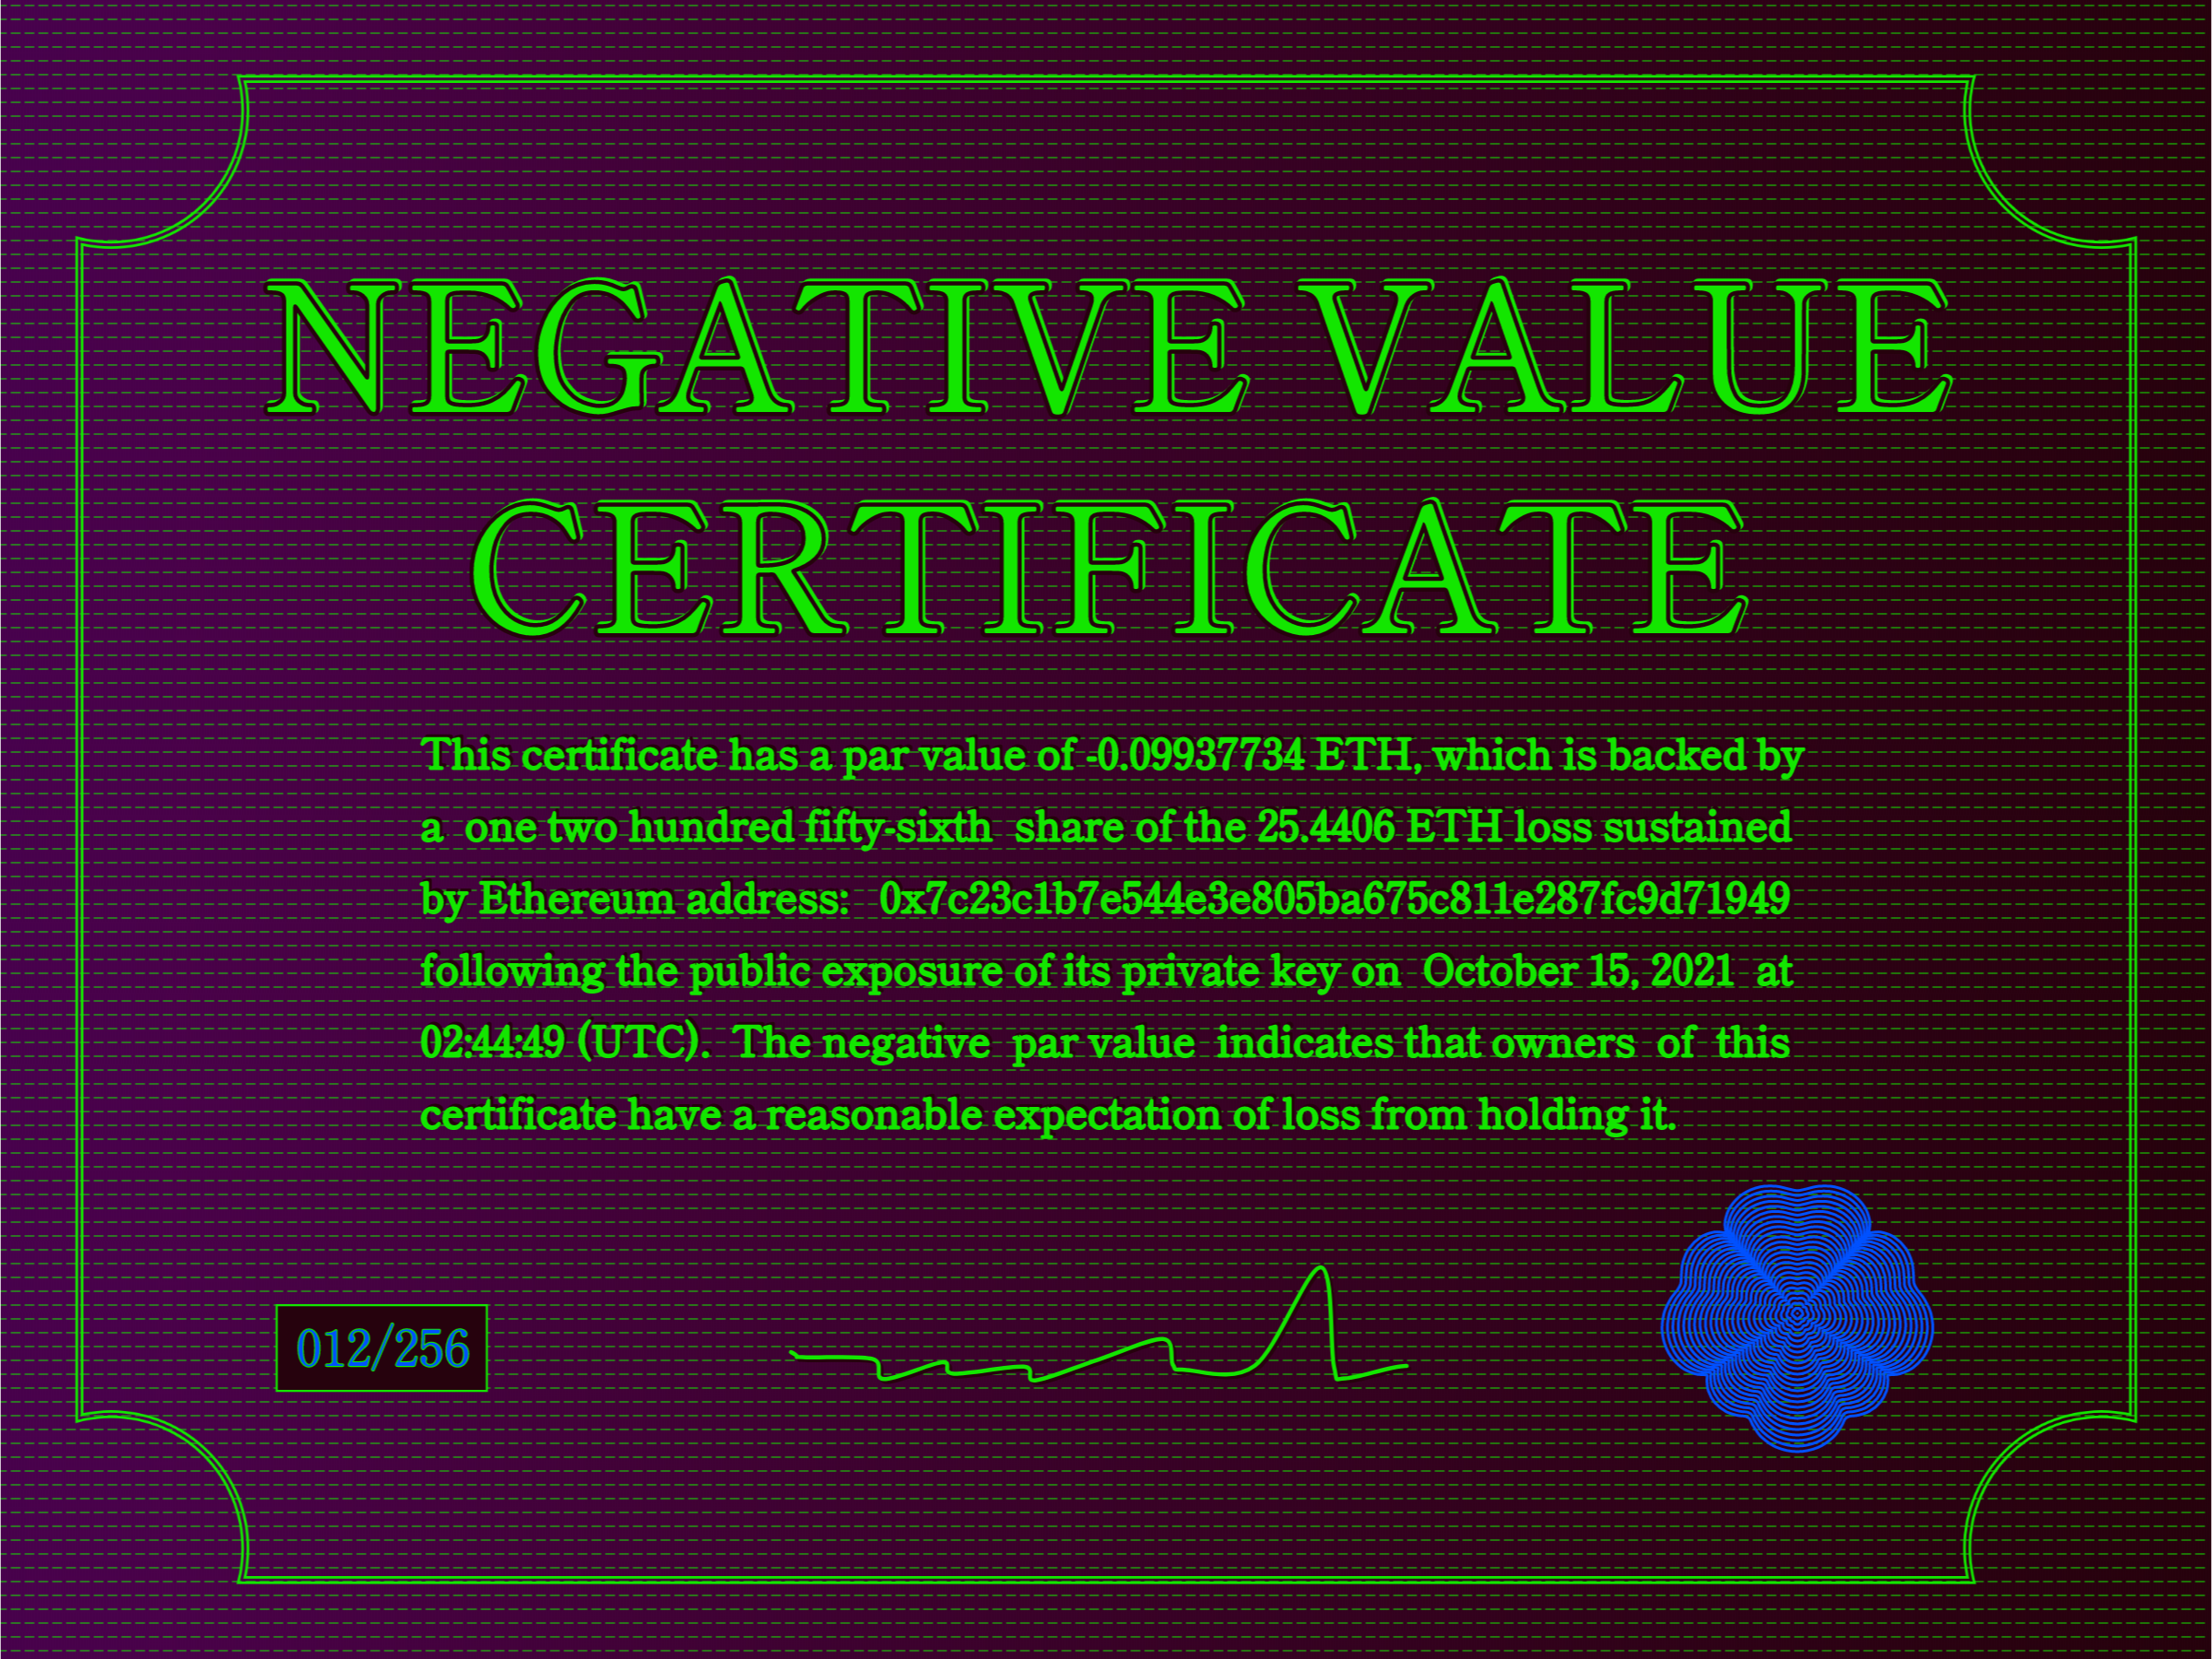 NEGATIVE VALUE
CERTIFICATE
This certificate has a par value of -0.09937734 ETH, which is backed by
a one two hundred fifty-sixth share of the 25.4406 ETH loss sustained
by Ethereum address: 0x7c23c1b7e544e3e805ba675c811e287fc9d71949
following the public exposure of its private key on October 15, 2021 at
02:44:49 (UTC). The negative par value indicates that owners of this
certificate have a reasonable expectation of loss from holding it.
012/256